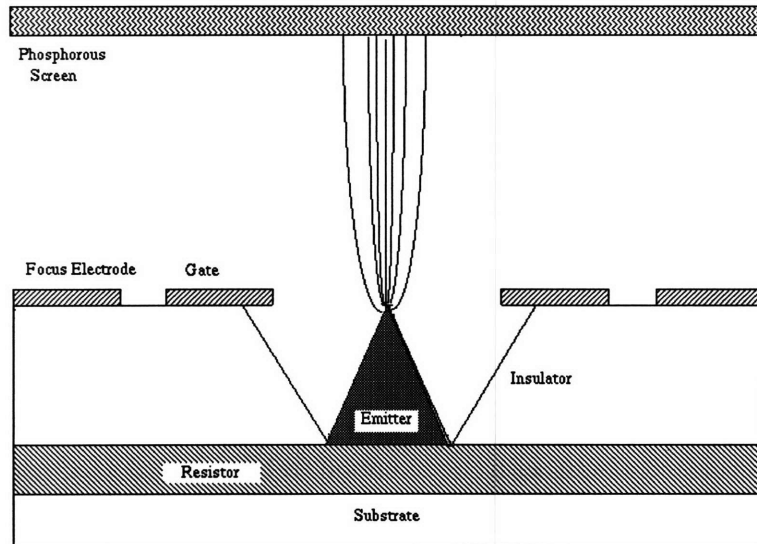 Phosphorous
Screen
Focus Electrode
Gate
Insulator
Emitter
Resistor
Substrate